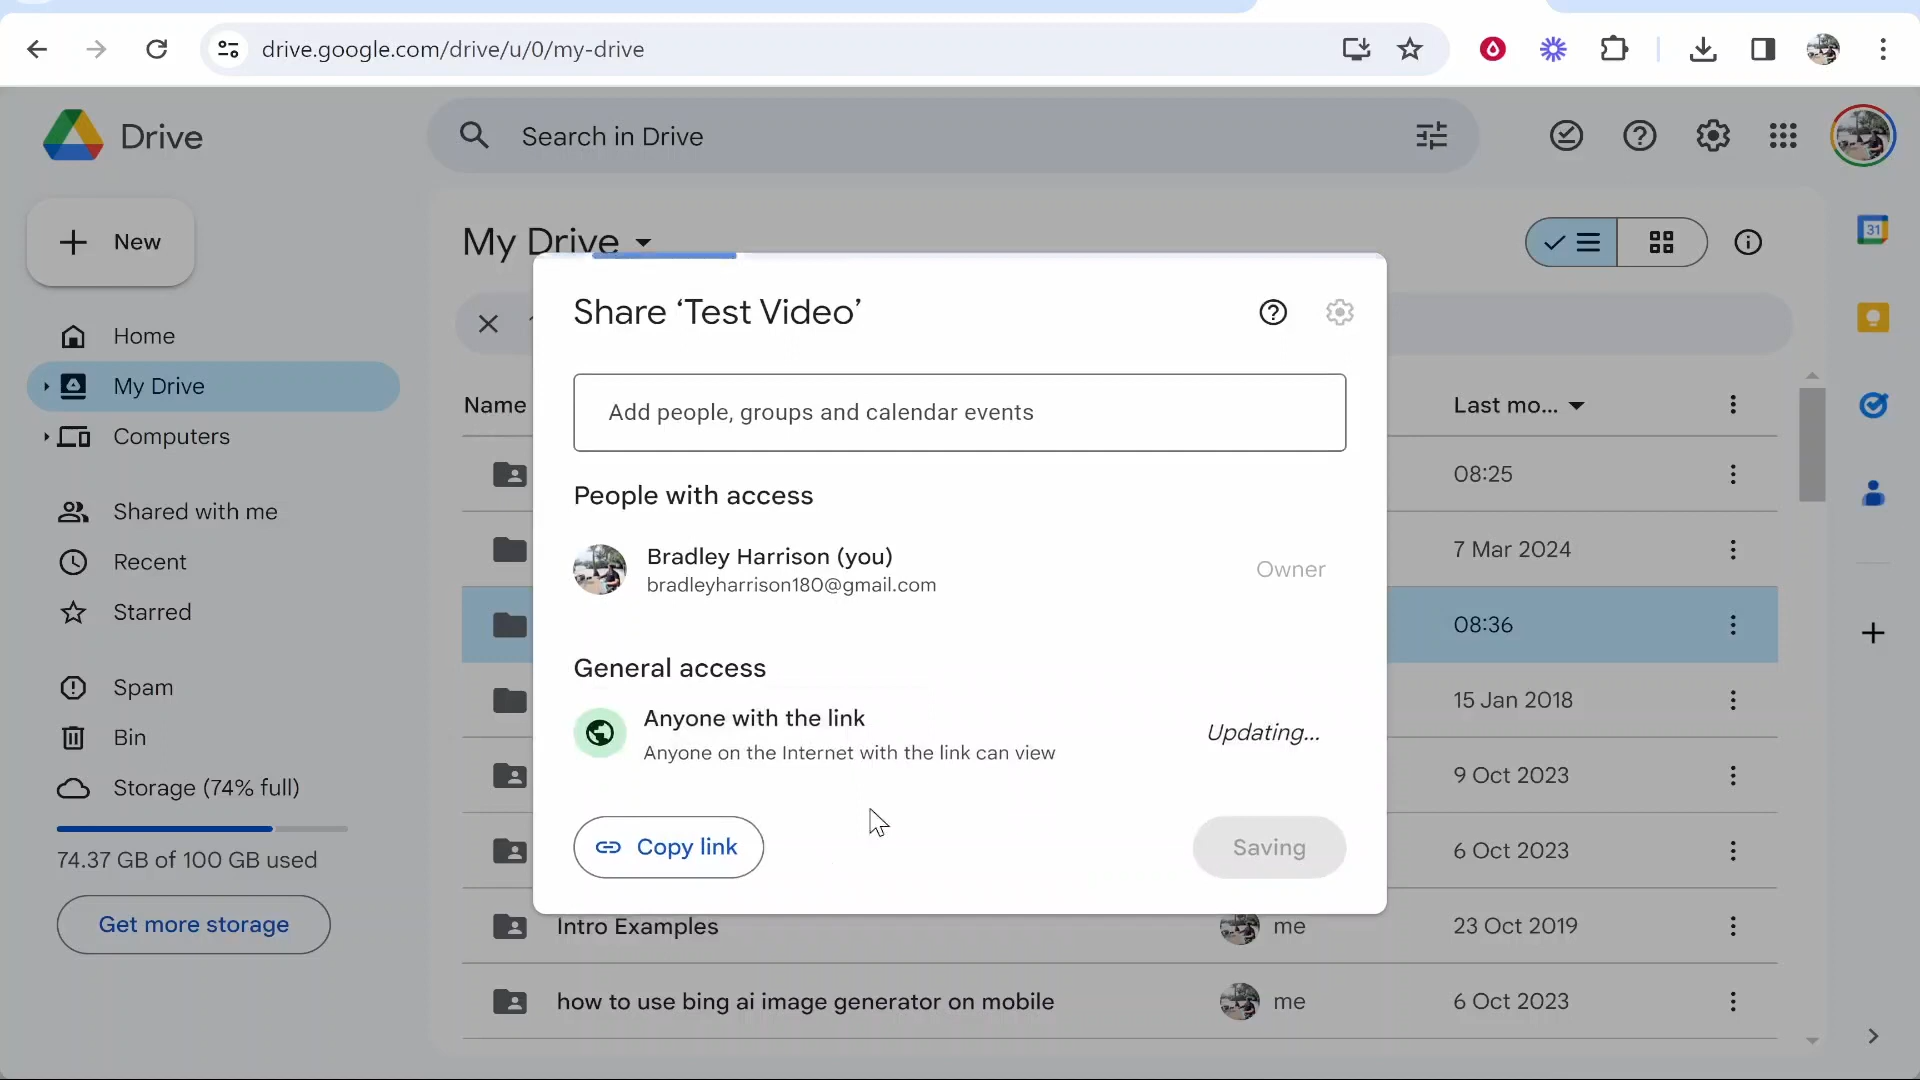 drive.google.com/drive/u/0/my-drive
Drive
Search in Drive
New
My Drive
31
Home
My Drive
Computers
Shared with me
Recent
Starred
Spam
Bin
Storage (74% full)
74.37 GB of 100 GB used
Get more storage
Name
Last mo...
08:25
7 Mar 2024
08:36
15 Jan 2018
9 Oct 2023
6 Oct 2023
Intro Examples
me
23 Oct 2019
how to use bing ai image generator on mobile
me
6 Oct 2023
Share ‘Test Video’
Add people, groups and calendar events
People with access
Bradley Harrison (you)
bradleyharrison180@gmail.com
Owner
General access
Anyone with the link
Anyone on the Internet with the link can view
Updating...
Copy link
Saving